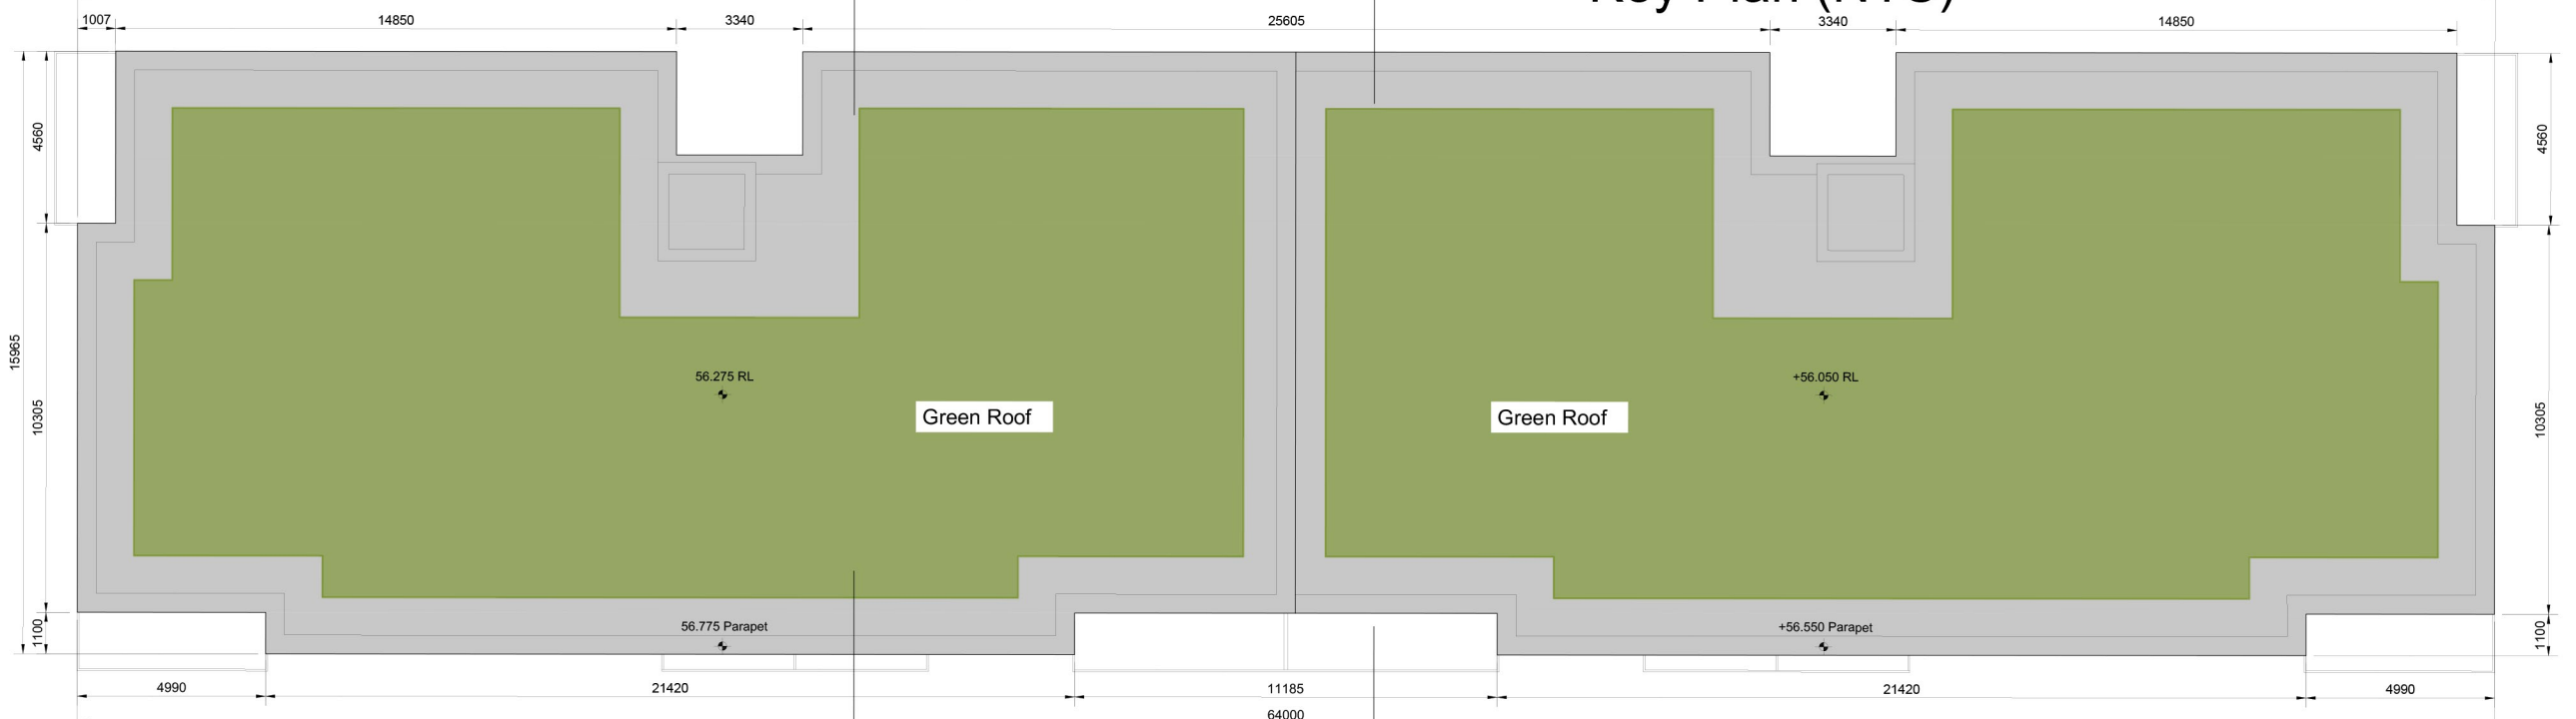 1007 14850 3340 25605 3340 14850
4560
4560
15965
10305
10305
56.275 RL
+56.050 RL
Green Roof
Green Roof
1100
1100
56.775 Parapet
+56.550 Parapet
4990 21420 11185 21420 4990
64000